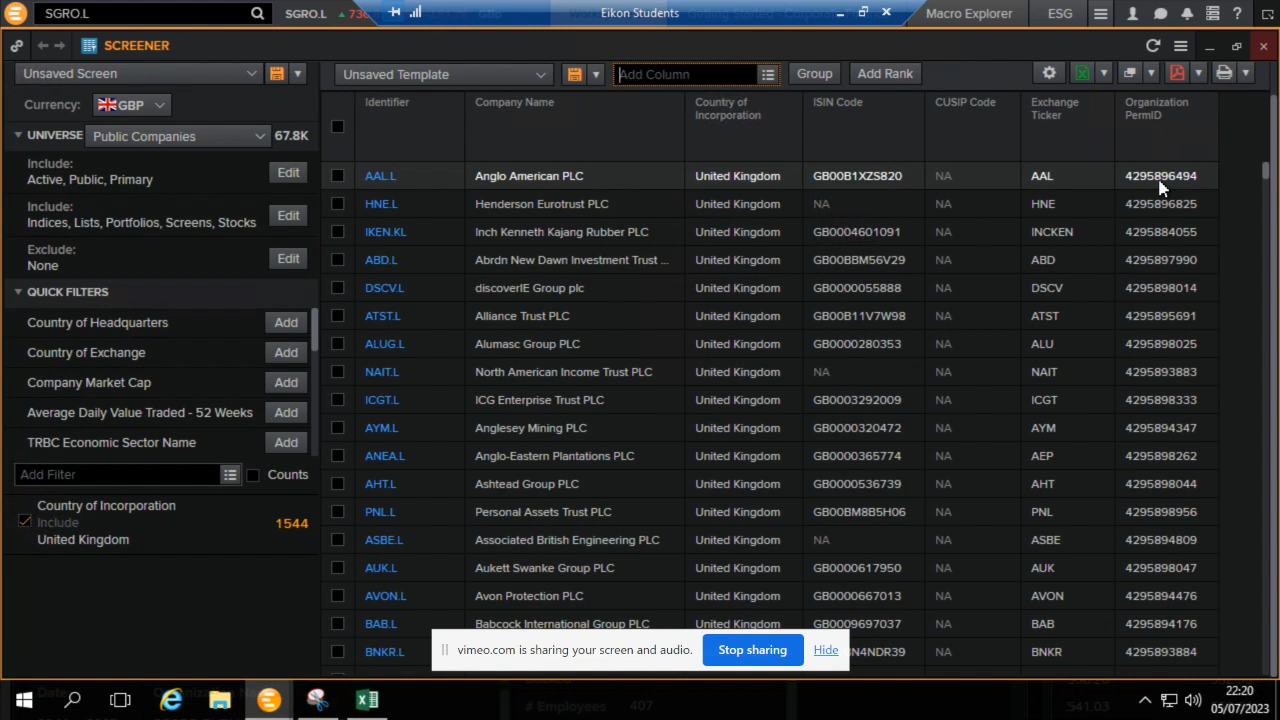 SGRO.L
SGRO.L
Eikon Students
Macro Explorer
ESG
SCREENER
Unsaved Screen
Unsaved Template
Add Column
Group
Add Rank
Currency:
GBP
UNIVERSE
Public Companies
67.8K
Include:
Active, Public, Primary
Edit
Include:
Indices, Lists, Portfolios, Screens, Stocks
Edit
Exclude:
None
Edit
QUICK FILTERS
Country of Headquarters
Add
Country of Exchange
Add
Company Market Cap
Add
Average Daily Value Traded - 52 Weeks
Add
TRBC Economic Sector Name
Add
Add Filter
Counts
Country of Incorporation
Include
United Kingdom
1544
Identifier Company Name Country of Incorporation ISIN Code CUSIP Code Exchange Ticker Organization PermID
AAL.L Anglo American PLC United Kingdom GB00B1XZS820 NA AAL 4295896494
HNE.L Henderson Eurotrust PLC United Kingdom NA NA HNE 4295896825
IKEN.KL Inch Kenneth Kajang Rubber PLC United Kingdom GB0004601091 NA INCKEN 4295884055
ABD.L Abrdn New Dawn Investment Trust ... United Kingdom GB00BBM56V29 NA ABD 4295897990
DSCV.L discoverIE Group plc United Kingdom GB0000055888 NA DSCV 4295898014
ATST.L Alliance Trust PLC United Kingdom GB00B11V7W98 NA ATST 4295895691
ALUG.L Alumasc Group PLC United Kingdom GB0000280353 NA ALU 4295898025
NAIT.L North American Income Trust PLC United Kingdom NA NA NAIT 4295893883
ICGT.L ICG Enterprise Trust PLC United Kingdom GB0003292009 NA ICGT 4295898333
AYM.L Anglesey Mining PLC United Kingdom GB0000320472 NA AYM 4295894347
ANEA.L Anglo-Eastern Plantations PLC United Kingdom GB0000365774 NA AEP 4295898262
AHT.L Ashtead Group PLC United Kingdom GB0000536739 NA AHT 4295898044
PNL.L Personal Assets Trust PLC United Kingdom GB00BM8B5H06 NA PNL 4295898956
ASBE.L Associated British Engineering PLC United Kingdom NA NA ASBE 4295894809
AUK.L Aukett Swanke Group PLC United Kingdom GB0000617950 NA AUK 4295898047
AVON.L Avon Protection PLC United Kingdom GB0000667013 NA AVON 4295894476
BAB.L Babcock International Group PLC United Kingdom GB0009697037 NA BAB 4295894176
BNKR.L N4NDR39 NA BNKR 4295893884
vimeo.com is sharing your screen and audio.
Stop sharing
Hide
# Employees 407
541.03
22:20
05/07/2023